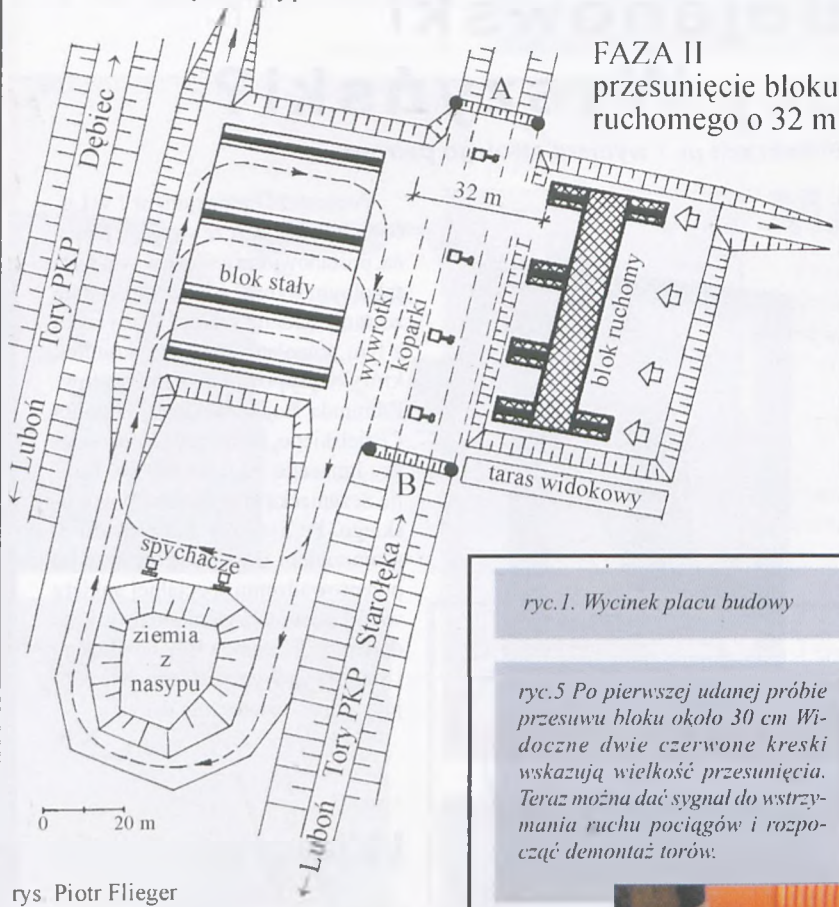 FAZA II
przesunięcie bloku
ruchomego o 32 m
A
32 m
Dębiec →
Tory PKP
← Luboń
blok stały
wywrotki
koparki
blok ruchomy
B
taras widokowy
spychacze
ziemia
z
nasypu
← Luboń Tory PKP Starołęka →
0 20 m
rys. Piotr Flieger
ryc.1. Wycinek placu budowy
ryc.5 Po pierwszej udanej próbie
przesuwu bloku około 30 cm Wi-
doczne dwie czerwone kreski
wskazują wielkość przesunięcia.
Teraz można dać sygnał do wstrzy-
mania ruchu pociągów i rozpo-
cząć demontaż torów.